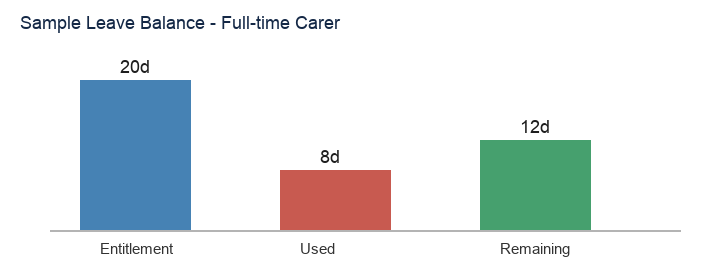 Sample Leave Balance - Full-time Carer
20d
8d
12d
Entitlement
Used
Remaining